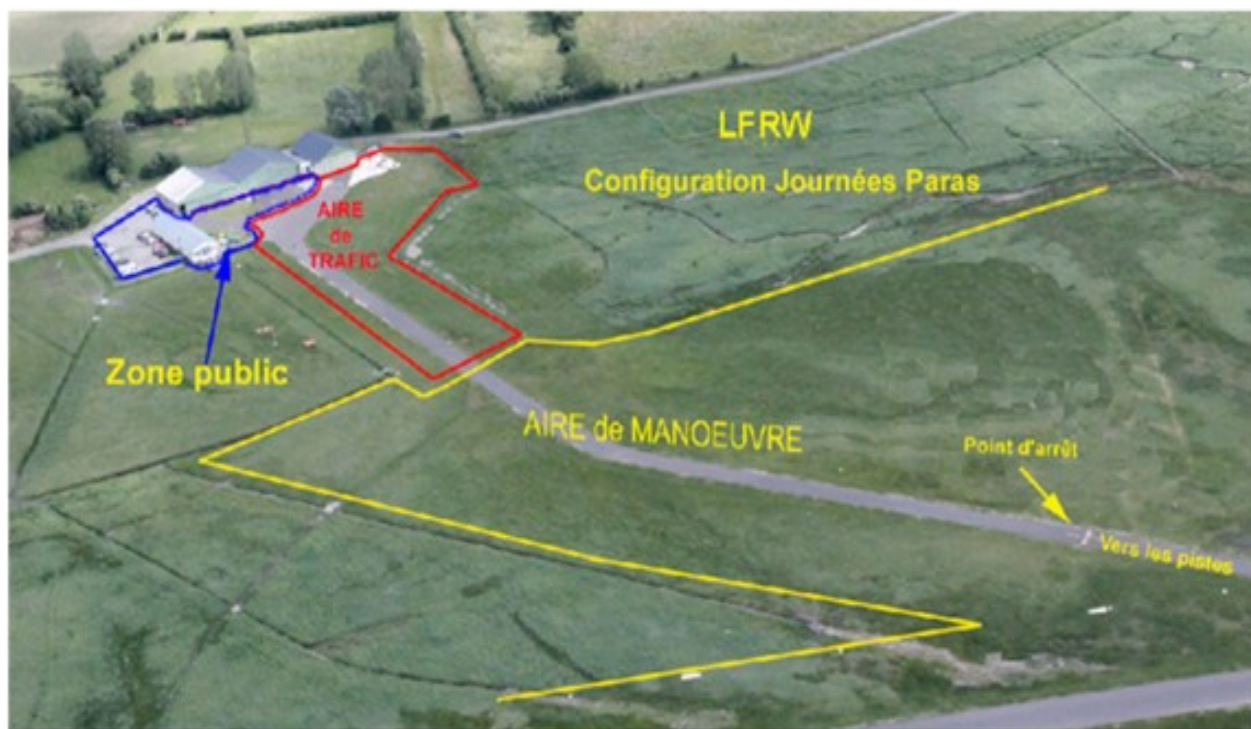 LFRW
Configuration Journées Paras
AIRE
de
TRAFIC
Zone public
AIRE de MANOEUVRE
Point d'arrêt
Vers les pistes